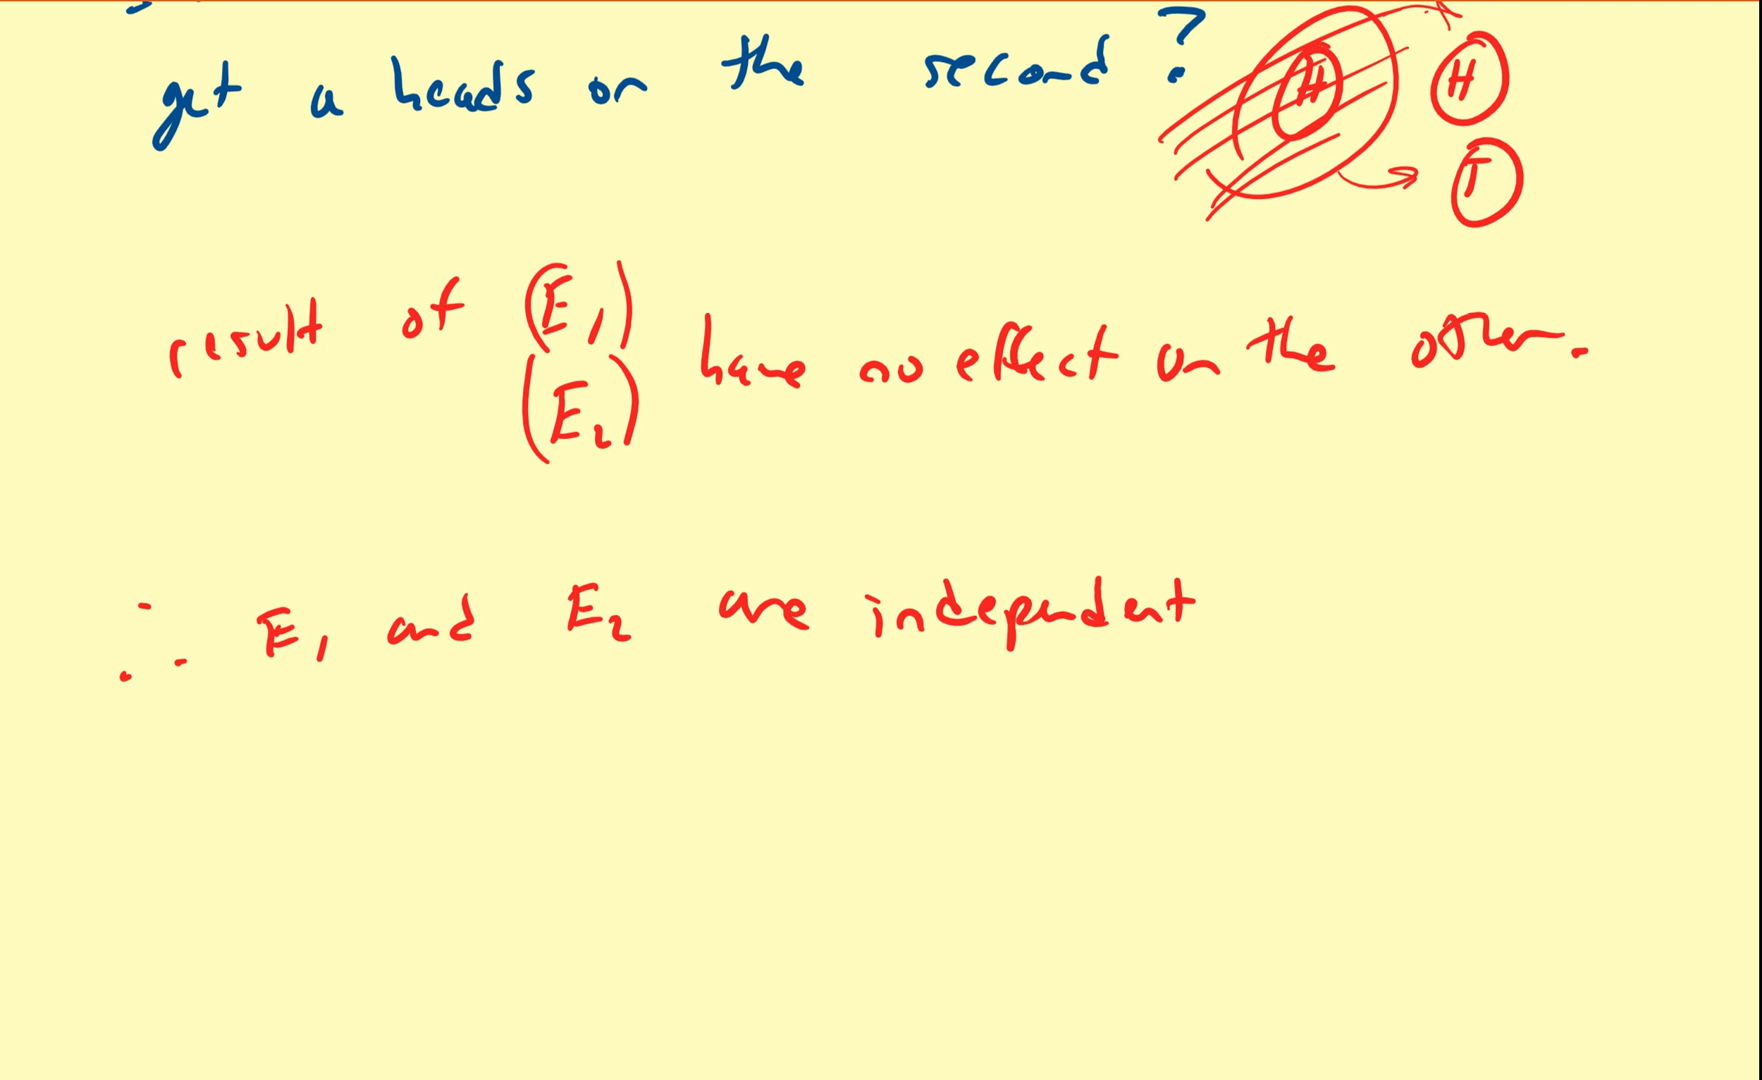 get a heads on the second?
H
H
T
result of (E₁)
(E₂) have no effect on the other.
∴ E₁ and E₂ are independent